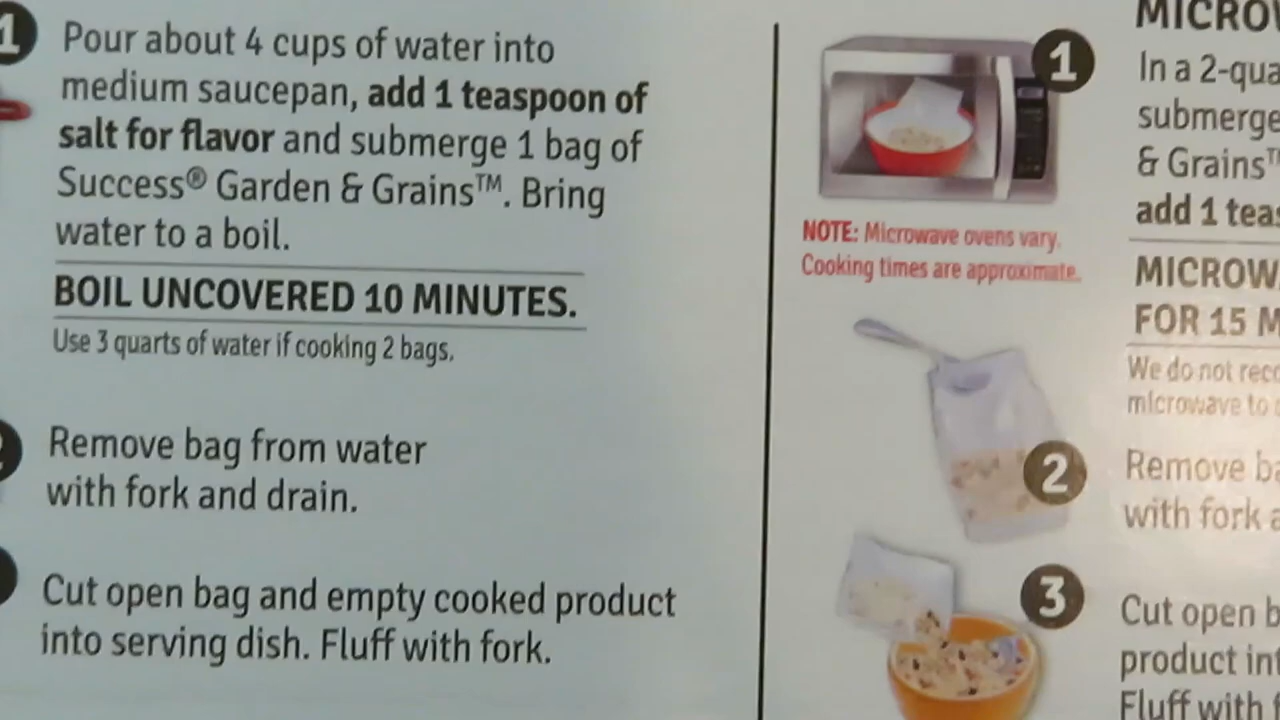 1
Pour about 4 cups of water into
medium saucepan, add 1 teaspoon of
salt for flavor and submerge 1 bag of
Success® Garden & Grains™. Bring
water to a boil.
BOIL UNCOVERED 10 MINUTES.
Use 3 quarts of water if cooking 2 bags.
Remove bag from water
with fork and drain.
Cut open bag and empty cooked product
into serving dish. Fluff with fork.
1
NOTE: Microwave ovens vary.
Cooking times are approximate.
2
3
In a 2-qua
submerge
& Grains
add 1 teas
MICROW
FOR 15 M
We do not rec
microwave to
Remove ba
with fork a
Cut open b
product int
Fluff with f